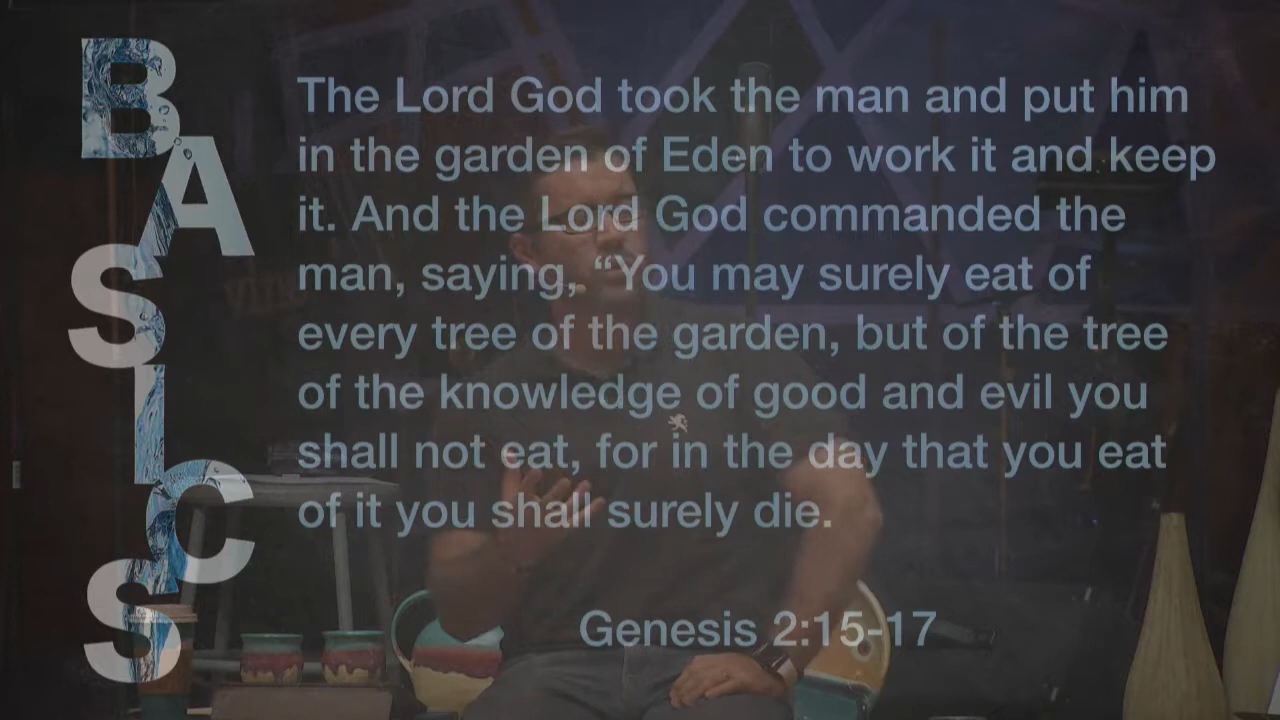 BASICS
The Lord God took the man and put him
in the garden of Eden to work it and keep
it. And the Lord God commanded the
man, saying, “You may surely eat of
every tree of the garden, but of the tree
of the knowledge of good and evil you
shall not eat, for in the day that you eat
of it you shall surely die.
Genesis 2:15-17